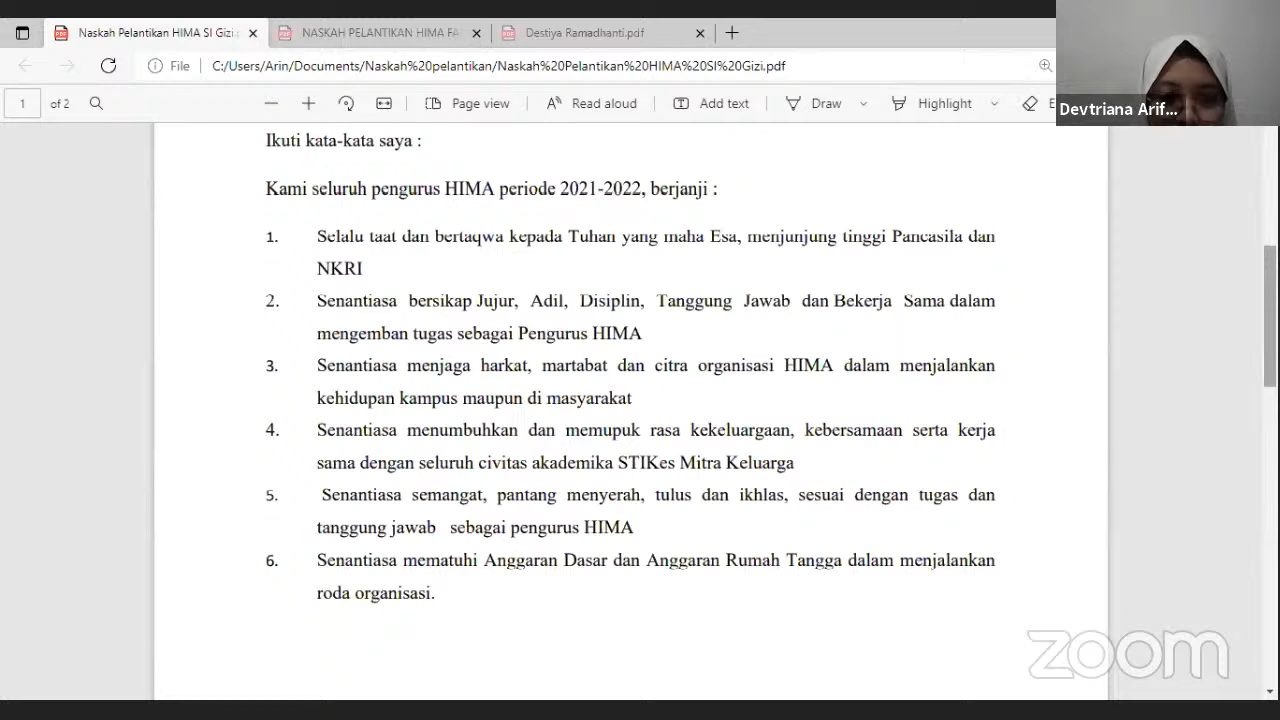 Naskah Pelantikan HIMA SI Gizi.
NASKAH PELANTIKAN HIMA FA
Destiya Ramadhanti.pdf
File C:/Users/Arin/Documents/Naskah%20pelantikan/Naskah%20Pelantikan%20HIMA%20SI%20Gizi.pdf
1 of 2 Page view Read aloud Add text Draw Highlight E
Devtriana Arif...
Ikuti kata-kata saya :
Kami seluruh pengurus HIMA periode 2021-2022, berjanji :
1. Selalu taat dan bertaqwa kepada Tuhan yang maha Esa, menjunjung tinggi Pancasila dan
NKRI
2. Senantiasa bersikap Jujur, Adil, Disiplin, Tanggung Jawab dan Bekerja Sama dalam
mengemban tugas sebagai Pengurus HIMA
3. Senantiasa menjaga harkat, martabat dan citra organisasi HIMA dalam menjalankan
kehidupan kampus maupun di masyarakat
4. Senantiasa menumbuhkan dan memupuk rasa kekeluargaan, kebersamaan serta kerja
sama dengan seluruh civitas akademika STIKes Mitra Keluarga
5. Senantiasa semangat, pantang menyerah, tulus dan ikhlas, sesuai dengan tugas dan
tanggung jawab sebagai pengurus HIMA
6. Senantiasa mematuhi Anggaran Dasar dan Anggaran Rumah Tangga dalam menjalankan
roda organisasi.
zoom